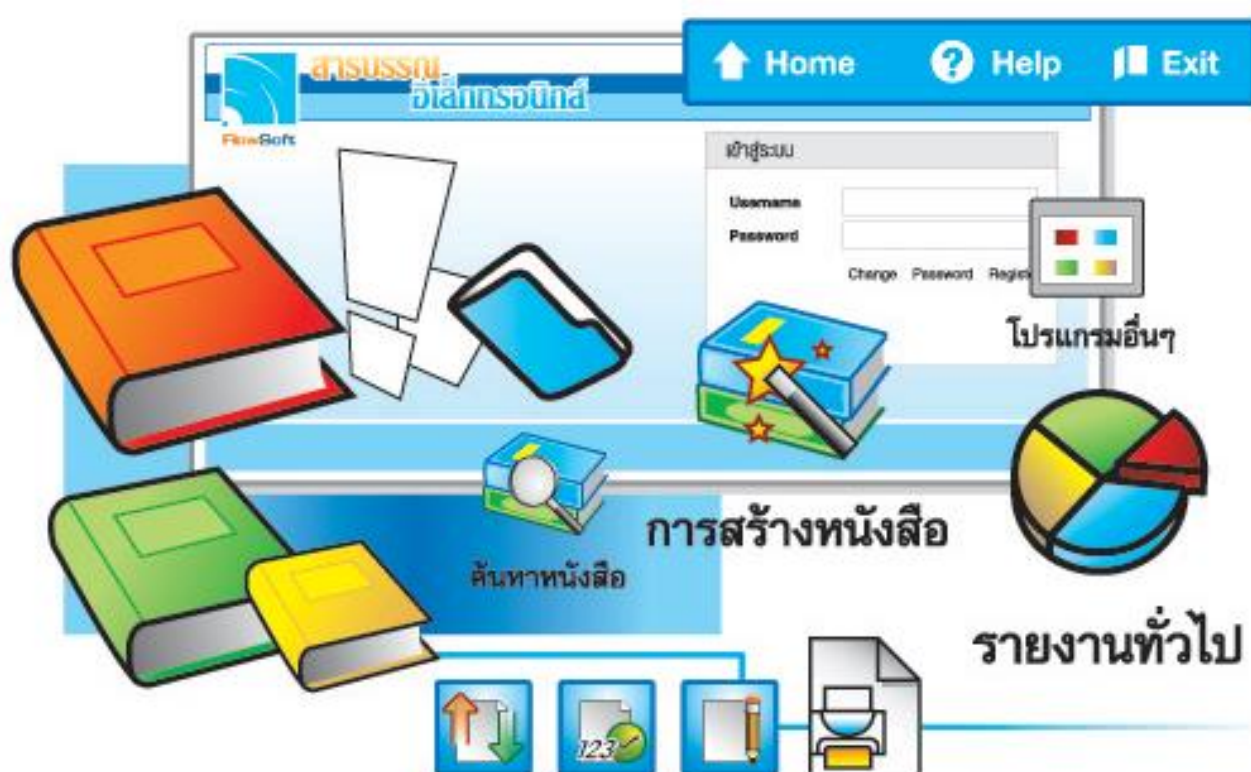 Home Help Exit
สารบรรณ
อิเล็กทรอนิกส์
FlowSoft
เข้าสู่ระบบ
Username
Password
Change Password Regist
โปรแกรมอื่นๆ
การสร้างหนังสือ
ค้นหาหนังสือ
รายงานทั่วไป
123